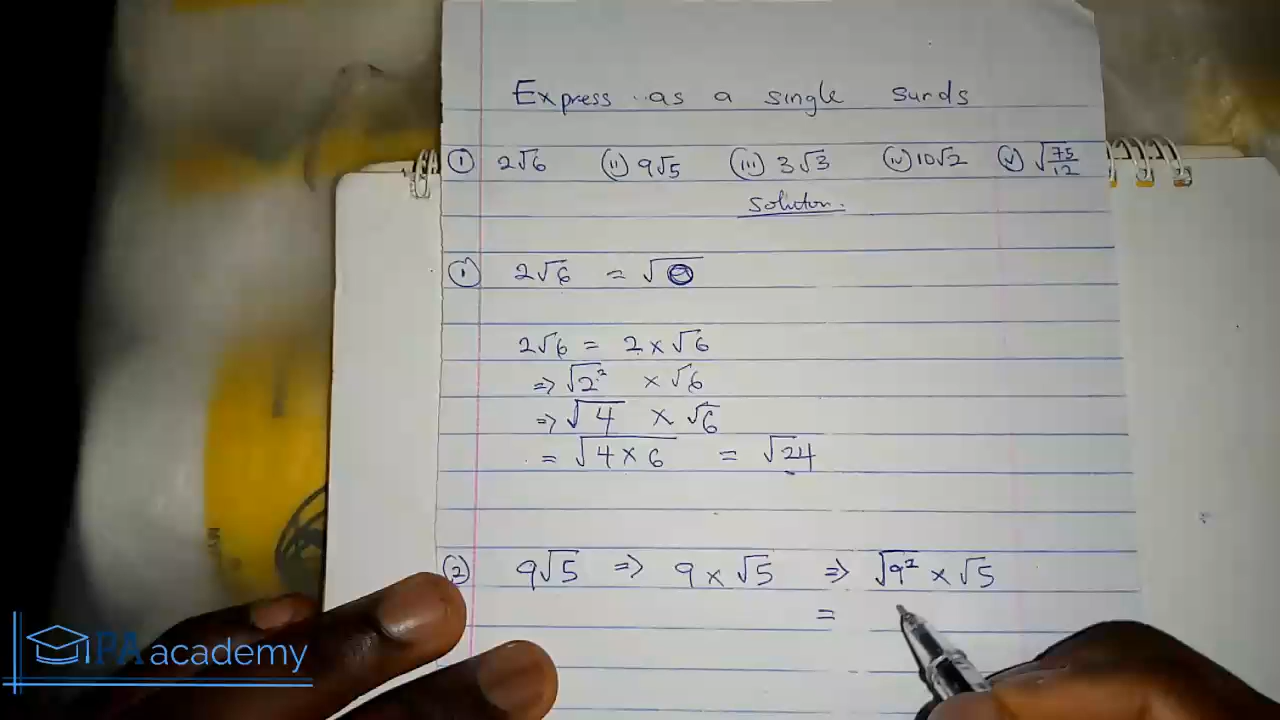 Express as a single surds
(i) 2√6 (ii) 9√5 (iii) 3√3 (iv) 10√2 (v) √75/12
Solution.
(i) 2√6 = √
2√6 = 2 × √6
⇒ √2² × √6
⇒ √4 × √6
= √4 × 6 = √24
(2) 9√5 ⇒ 9 × √5 ⇒ √9² × √5
=
PA academy